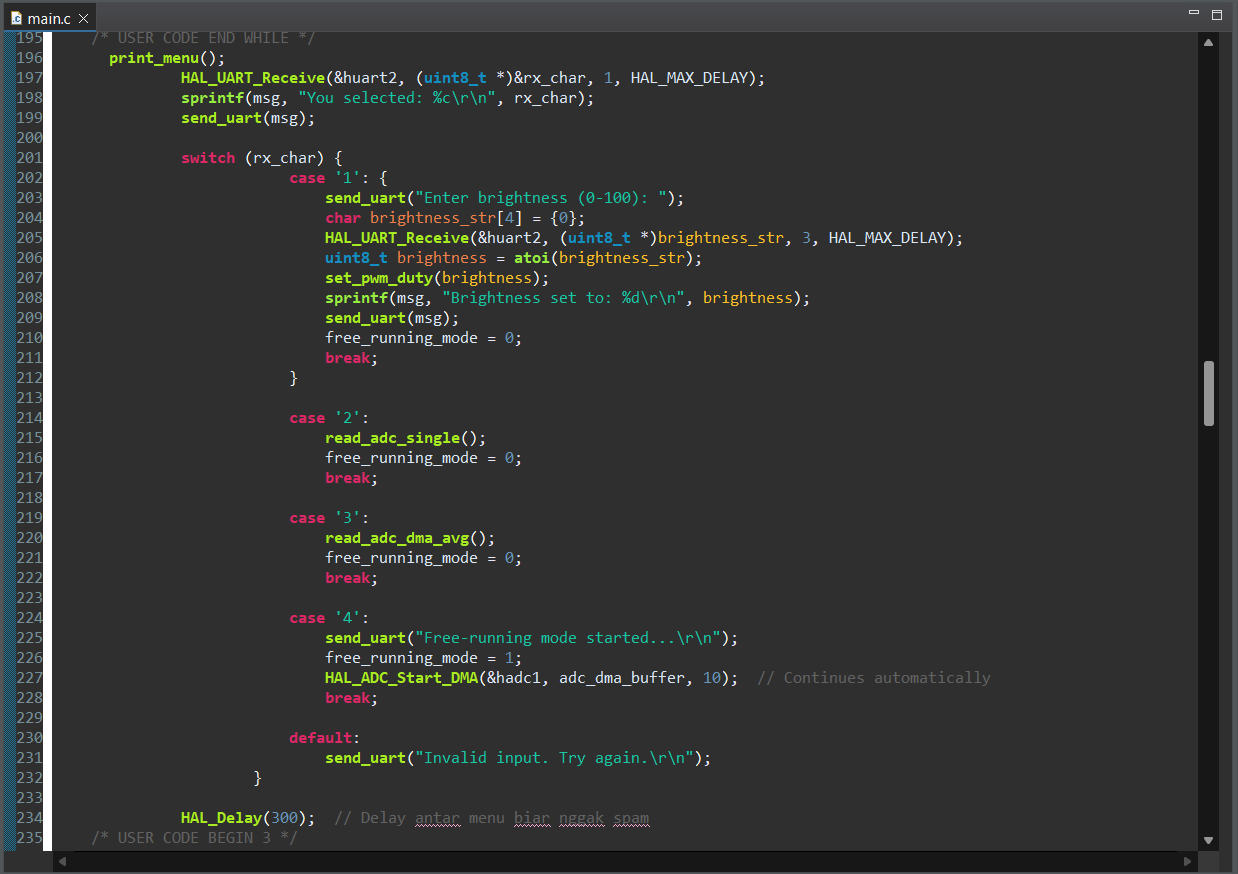 main.c
195 /* USER CODE END WHILE */
196 print_menu();
197 HAL_UART_Receive(&huart2, (uint8_t *)&rx_char, 1, HAL_MAX_DELAY);
198 sprintf(msg, "You selected: %c\r\n", rx_char);
199 send_uart(msg);
200
201 switch (rx_char) {
202 case '1': {
203 send_uart("Enter brightness (0-100): ");
204 char brightness_str[4] = {0};
205 HAL_UART_Receive(&huart2, (uint8_t *)brightness_str, 3, HAL_MAX_DELAY);
206 uint8_t brightness = atoi(brightness_str);
207 set_pwm_duty(brightness);
208 sprintf(msg, "Brightness set to: %d\r\n", brightness);
209 send_uart(msg);
210 free_running_mode = 0;
211 break;
212 }
213
214 case '2':
215 read_adc_single();
216 free_running_mode = 0;
217 break;
218
219 case '3':
220 read_adc_dma_avg();
221 free_running_mode = 0;
222 break;
223
224 case '4':
225 send_uart("Free-running mode started...\r\n");
226 free_running_mode = 1;
227 HAL_ADC_Start_DMA(&hadc1, adc_dma_buffer, 10); // Continues automatically
228 break;
229
230 default:
231 send_uart("Invalid input. Try again.\r\n");
232 }
233
234 HAL_Delay(300); // Delay antar menu biar nggak spam
235 /* USER CODE BEGIN 3 */